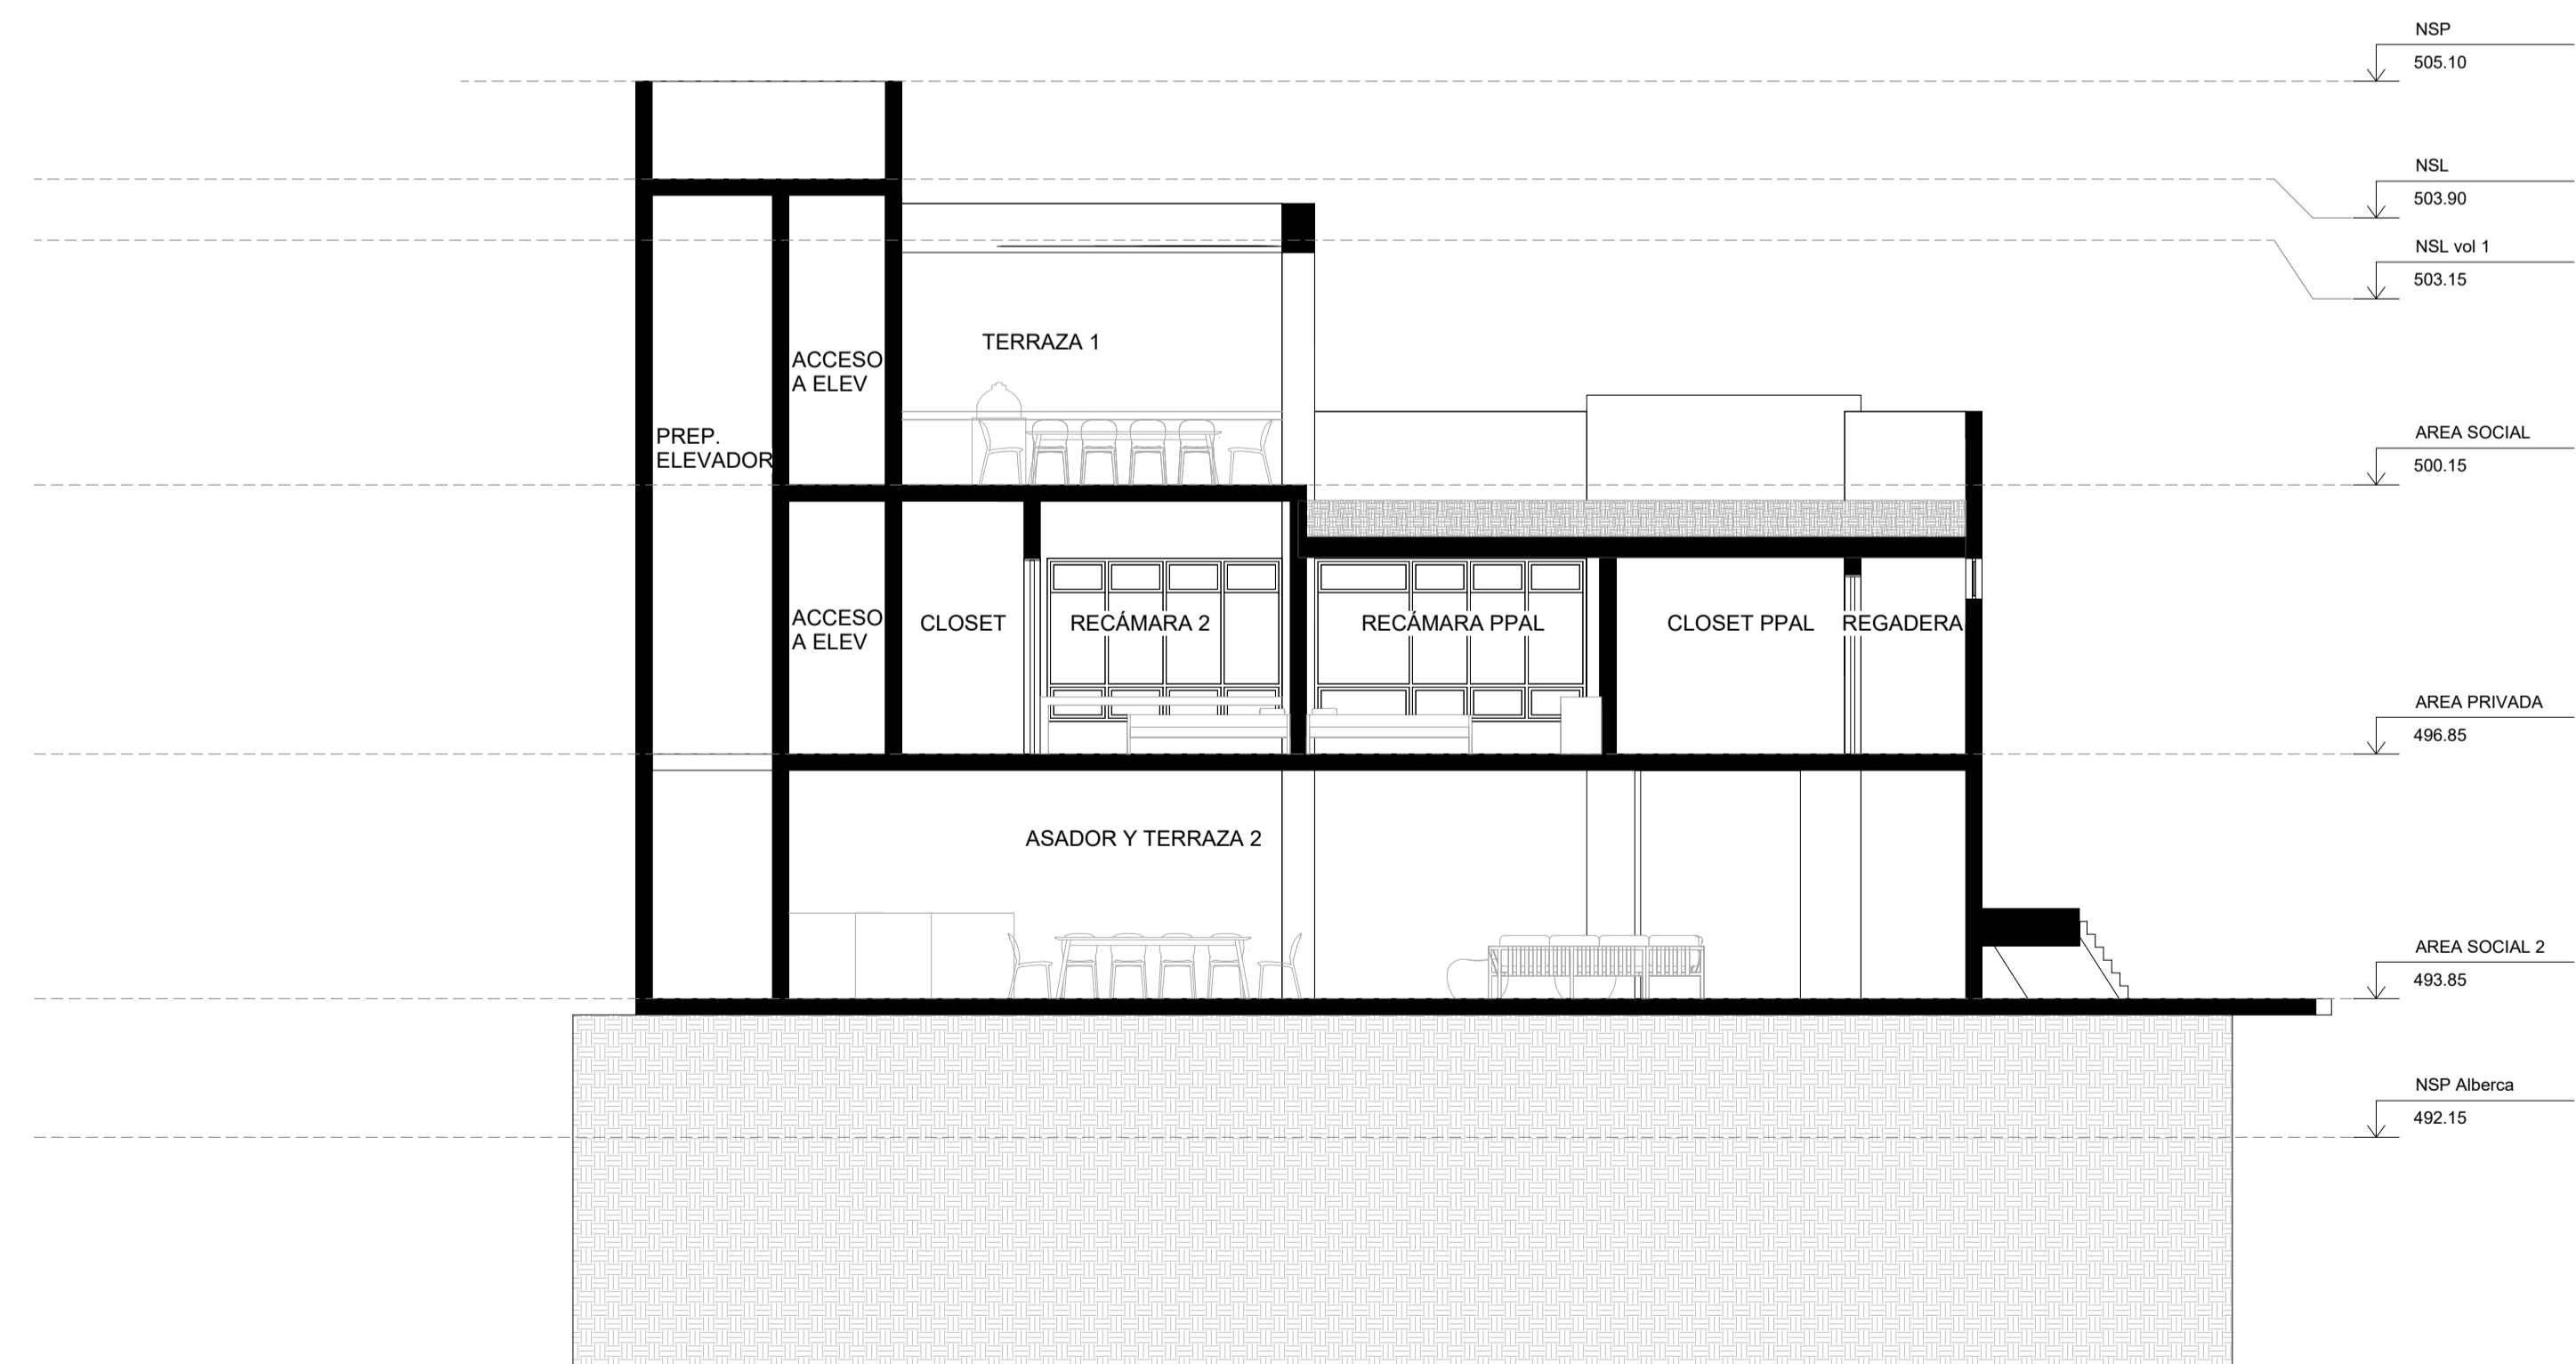 NSP
505.10
NSL
503.90
NSL vol 1
503.15
TERRAZA 1
ACCESO
A ELEV
PREP.
ELEVADOR
AREA SOCIAL
500.15
ACCESO
A ELEV
CLOSET
RECÁMARA 2
RECÁMARA PPAL
CLOSET PPAL
REGADERA
AREA PRIVADA
496.85
ASADOR Y TERRAZA 2
AREA SOCIAL 2
493.85
NSP Alberca
492.15